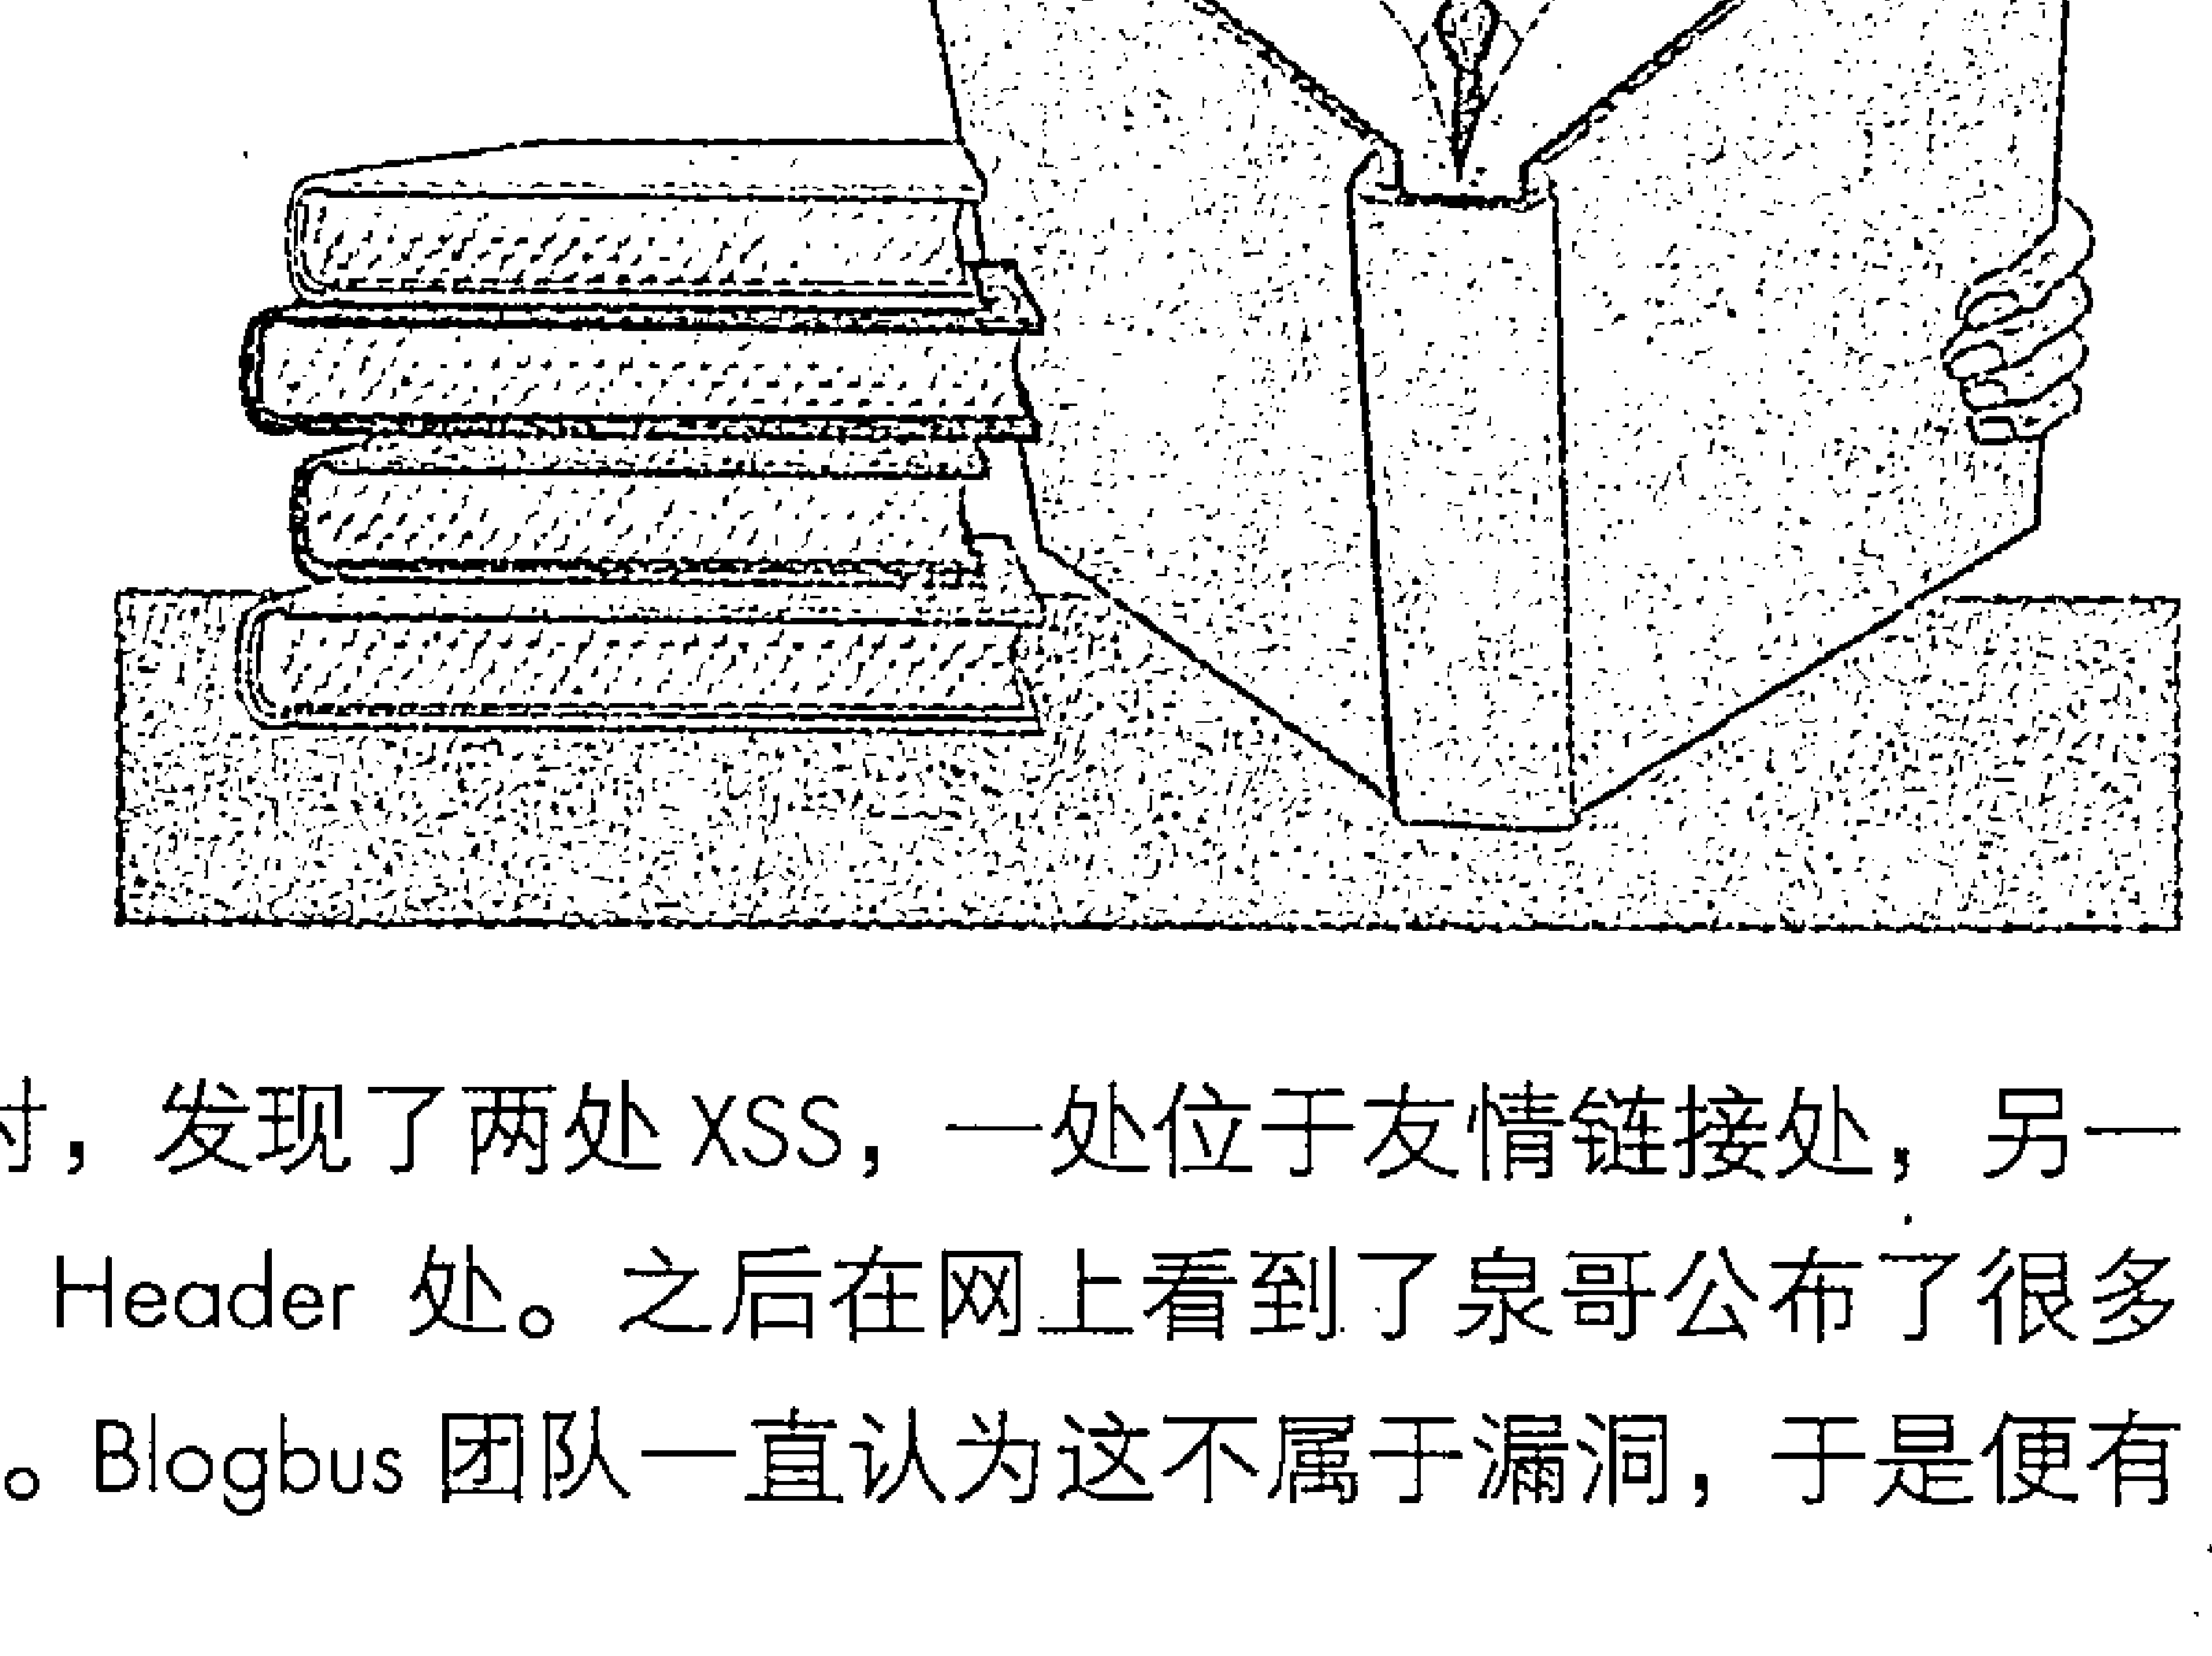 时，发现了两处 XSS，一处位于友情链接处，另一
Header 处。之后在网上看到了泉哥公布了很多
。Blogbus 团队一直认为这不属于漏洞，于是便有